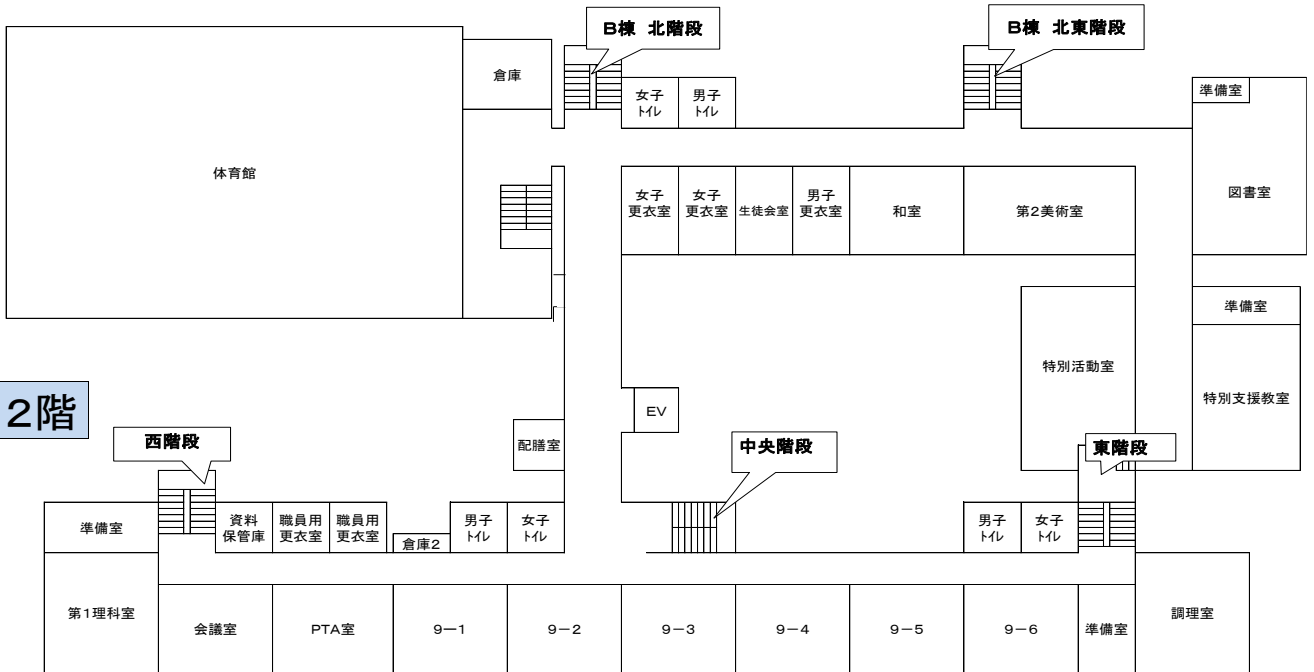 B棟 北階段
B棟 北東階段
倉庫
女子
トイレ
男子
トイレ
準備室
体育館
女子
更衣室
女子
更衣室
生徒会室
男子
更衣室
和室
第2美術室
図書室
準備室
特別活動室
特別支援教室
2階
EV
配膳室
西階段
中央階段
東階段
準備室
資料
保管庫
職員用
更衣室
職員用
更衣室
倉庫2
男子
トイレ
女子
トイレ
男子
トイレ
女子
トイレ
第1理科室
会議室
PTA室
9−1
9−2
9−3
9−4
9−5
9−6
準備室
調理室